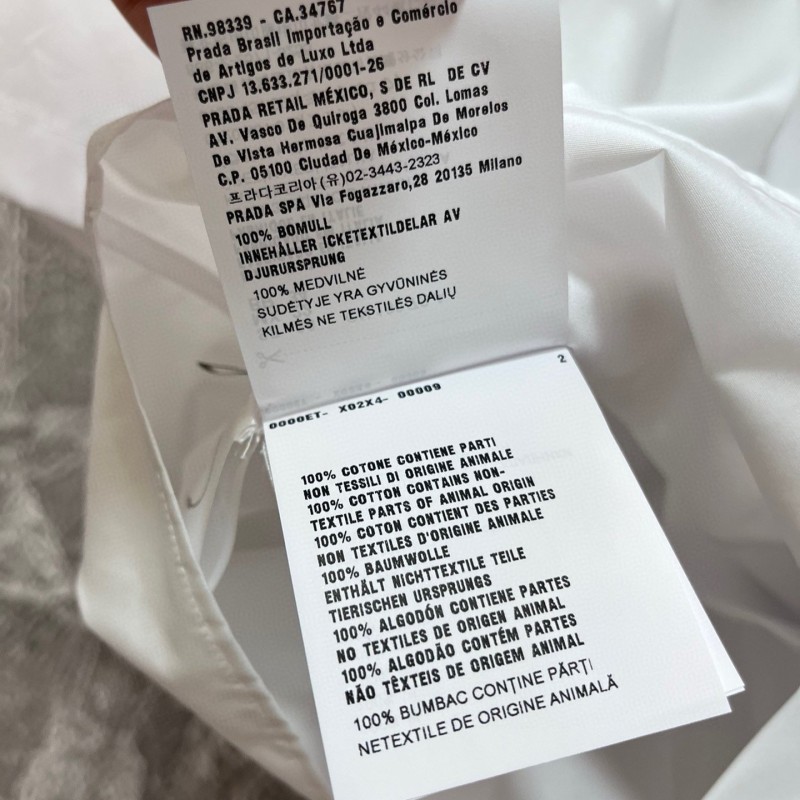 RN.98339 - CA.34767
Prada Brasil Importação e Comércio
de Artigos de Luxo Ltda
CNPJ 13.633.271/0001-26
PRADA RETAIL MÉXICO, S DE RL DE CV
AV. Vasco De Quiroga 3800 Col. Lomas
De Vista Hermosa Cuajimalpa De Morelos
C.P. 05100 Ciudad De México-México
프라다코리아(유)02-3443-2323
PRADA SPA Via Fogazzaro,28 20135 Milano
100% BOMULL
INNEHÅLLER ICKETEXTILDELAR AV
DJURURSPRUNG
100% MEDVILNĖ
SUDĖTYJE YRA GYVŪNINĖS
KILMĖS NE TEKSTILĖS DALIŲ
2
0000ET- X02X4- 00009
100% COTONE CONTIENE PARTI
NON TESSILI DI ORIGINE ANIMALE
100% COTTON CONTAINS NON-
TEXTILE PARTS OF ANIMAL ORIGIN
100% COTON CONTIENT DES PARTIES
NON TEXTILES D'ORIGINE ANIMALE
100% BAUMWOLLE
ENTHÄLT NICHTTEXTILE TEILE
TIERISCHEN URSPRUNGS
100% ALGODÓN CONTIENE PARTES
NO TEXTILES DE ORIGEN ANIMAL
100% ALGODÃO CONTÉM PARTES
NÃO TÊXTEIS DE ORIGEM ANIMAL
100% BUMBAC CONȚINE PĂRȚI
NETEXTILE DE ORIGINE ANIMALĂ